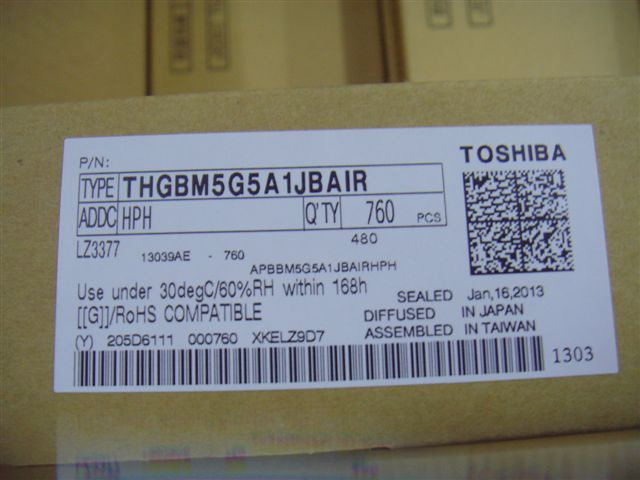 P/N:
TOSHIBA
TYPE THGBM5G5A1JBAIR
ADDC HPH Q'TY 760 PCS
LZ3377 13039AE - 760 480
APBBM5G5A1JBAIRHPH
Use under 30degC/60%RH within 168h
SEALED Jan,16,2013
[[G]]/RoHS COMPATIBLE
DIFFUSED IN JAPAN
ASSEMBLED IN TAIWAN
(Y) 205D6111 000760 XKELZ9D7
1303